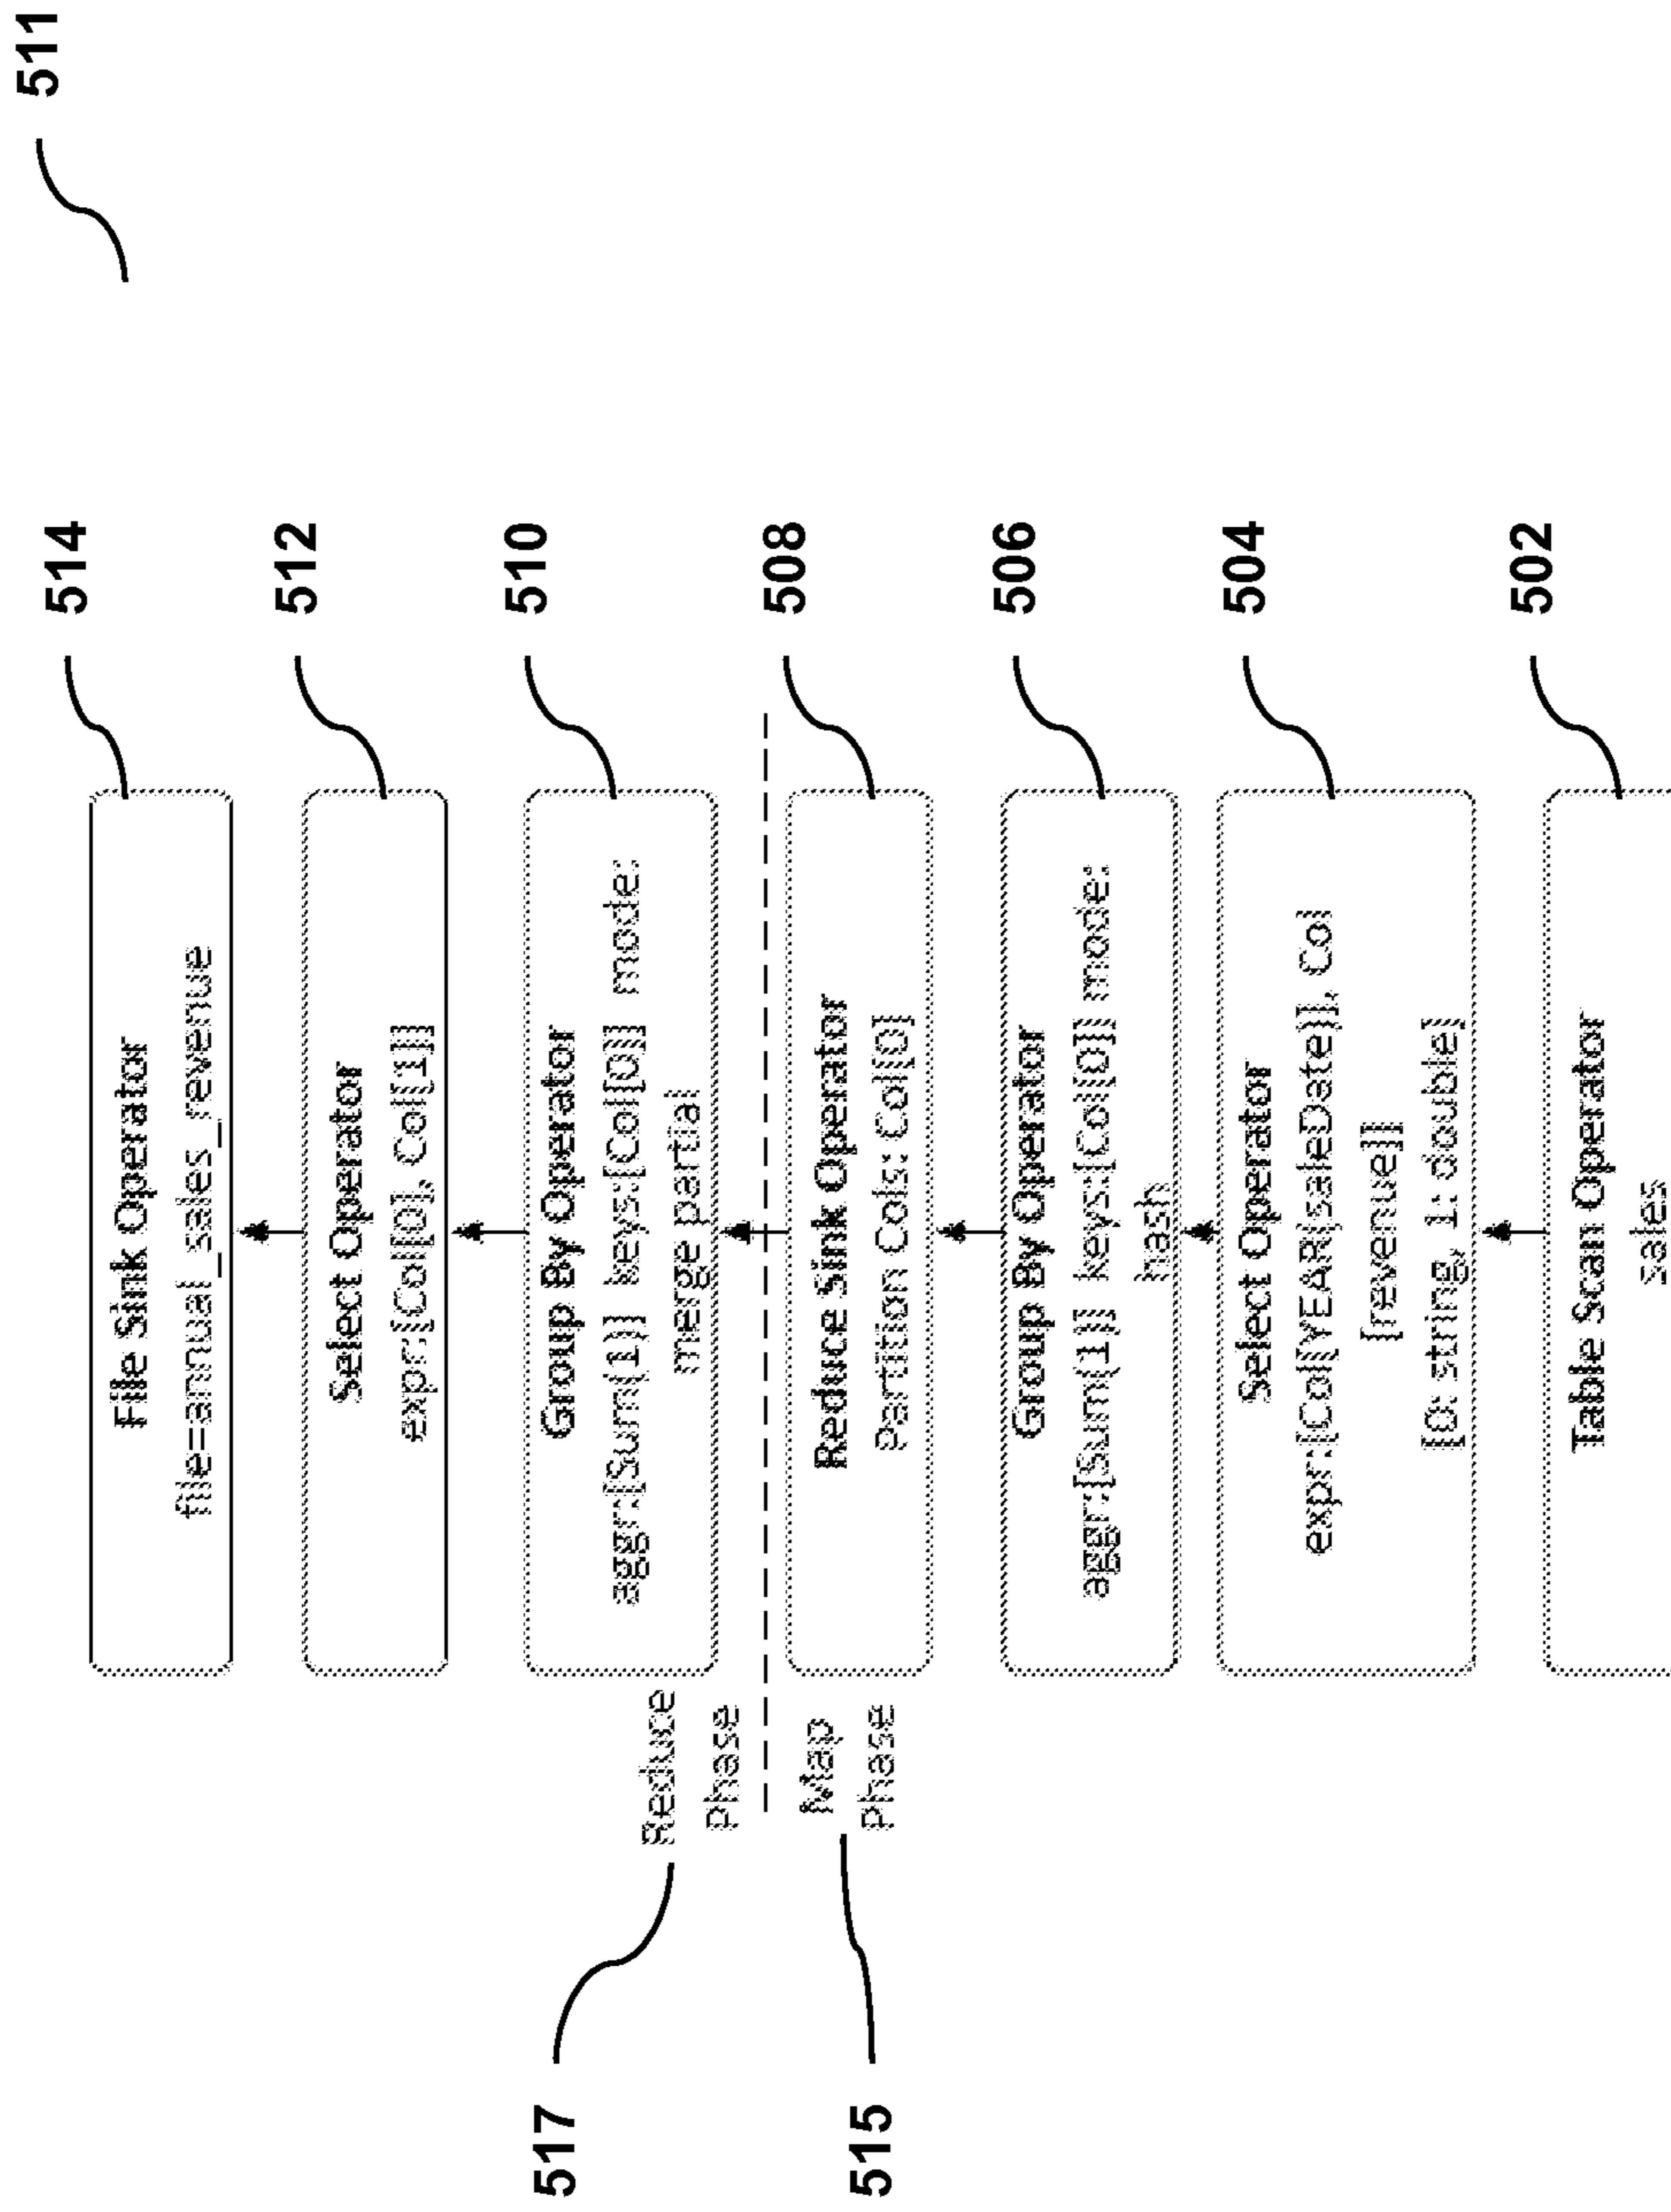 511
File Sink Operator
file=annual_sales_revenue
514
Select Operator
expr:[Col[0], Col[1]]
512
Group By Operator
aggr:[Sum(1)] keys:[Col[0]] mode:
merge partial
510
Reduce
Phase
517
Map
Phase
515
Reduce Sink Operator
Partition Cols: Col[0]
508
Group By Operator
aggr:[Sum(1)] keys:[Col[0]] mode:
hash
506
Select Operator
expr:[Col[YEAR(saleDate)], Col
[revenue]]
[0: string, 1: double]
504
Table Scan Operator
sales
502